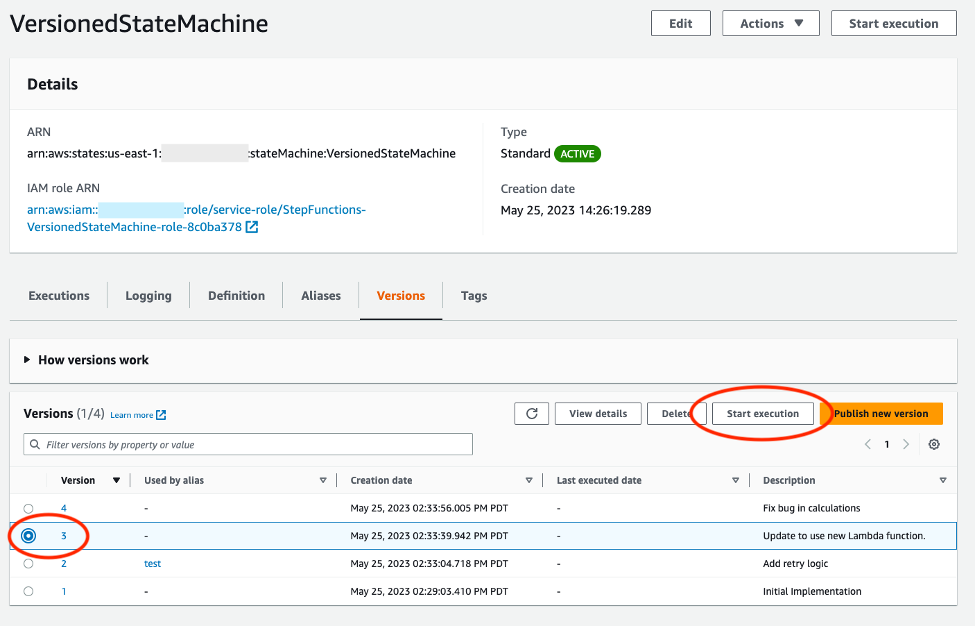 VersionedStateMachine
Edit
Actions
Start execution
Details
ARN
arn:aws:states:us-east-1: :stateMachine:VersionedStateMachine
IAM role ARN
arn:aws:iam:: :role/service-role/StepFunctions-
VersionedStateMachine-role-8c0ba378
Type
Standard ACTIVE
Creation date
May 25, 2023 14:26:19.289
Executions Logging Definition Aliases Versions Tags
How versions work
Versions (1/4) Learn more
View details Delete Start execution Publish new version
Filter versions by property or value
1
Version Used by alias Creation date Last executed date Description
4 - May 25, 2023 02:33:56.005 PM PDT - Fix bug in calculations
3 - May 25, 2023 02:33:39.942 PM PDT - Update to use new Lambda function.
2 test May 25, 2023 02:33:04.718 PM PDT - Add retry logic
1 - May 25, 2023 02:29:03.410 PM PDT - Initial Implementation